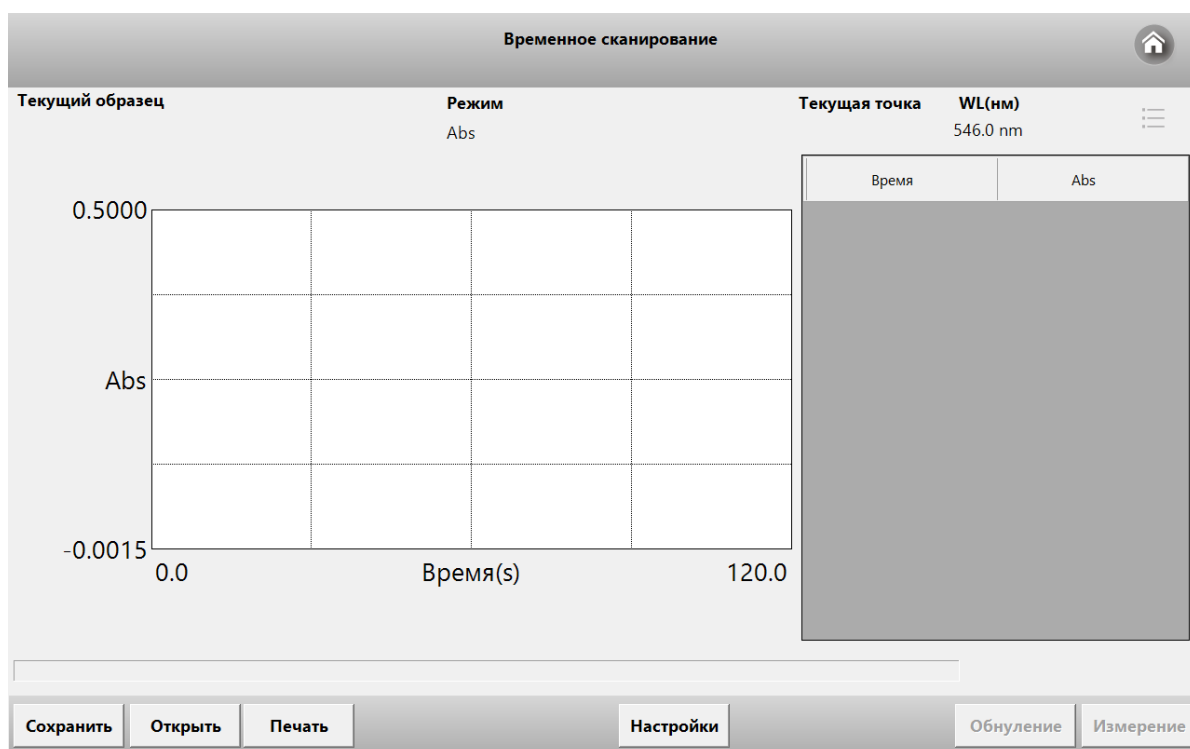 Временное сканирование
Текущий образец Режим Текущая точка WL(нм)
Abs 546.0 nm
Время Abs
0.5000
Abs
-0.0015
0.0 Время(s) 120.0
Сохранить Открыть Печать Настройки Обнуление Измерение